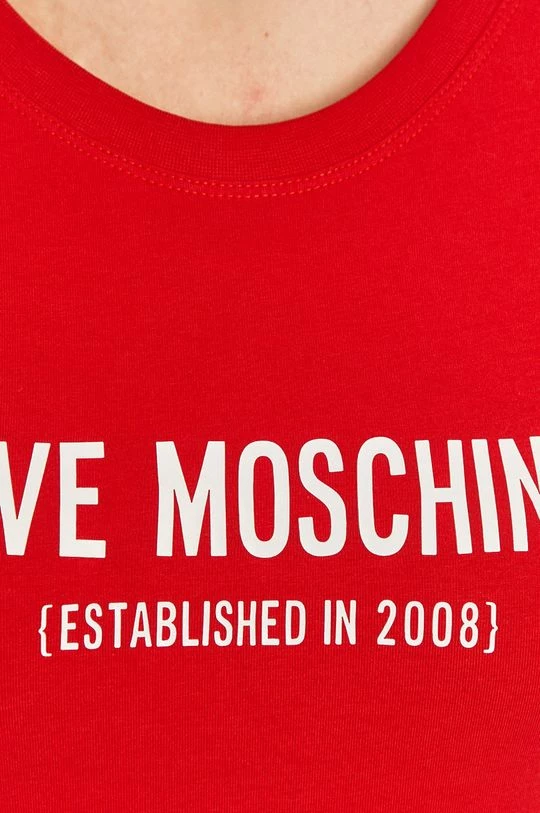 VE MOSCHIN
{ESTABLISHED IN 2008}